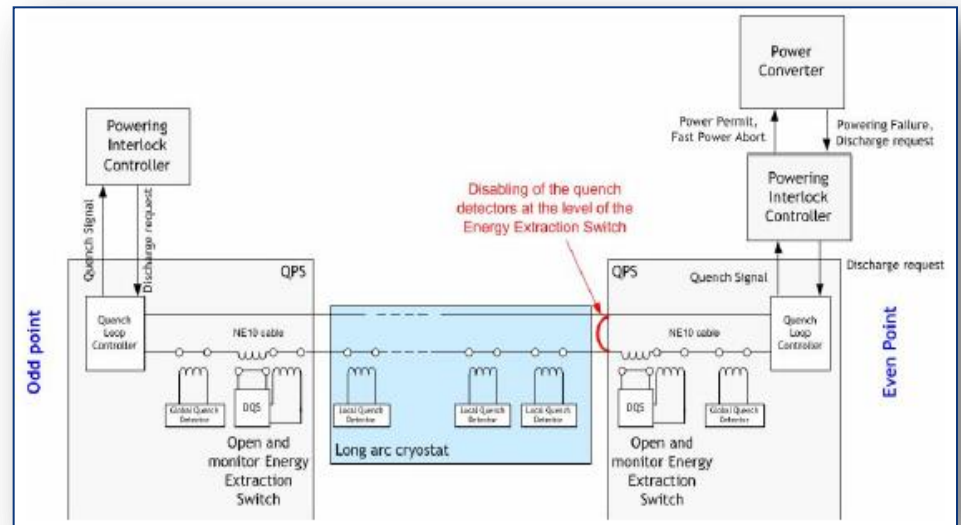 Power
Converter
Power Permit,
Fast Power Abort
Powering Failure,
Discharge request
Powering
Interlock
Controller
Powering
Interlock
Controller
Disabling of the quench
detectors at the level of the
Energy Extraction Switch
Quench Signal
Discharge request
QPS
QPS
Quench Signal
Discharge request
Odd point
Even Point
Quench
Loop
Controller
NE10 cable
NE10 cable
Quench
Loop
Controller
Global Quench
Detector
DQS
Local Quench
Detector
Local Quench
Detector
Local Quench
Detector
DQS
Global Quench
Detector
Open and
monitor Energy
Extraction
Switch
Long arc cryostat
Open and
monitor Energy
Extraction
Switch